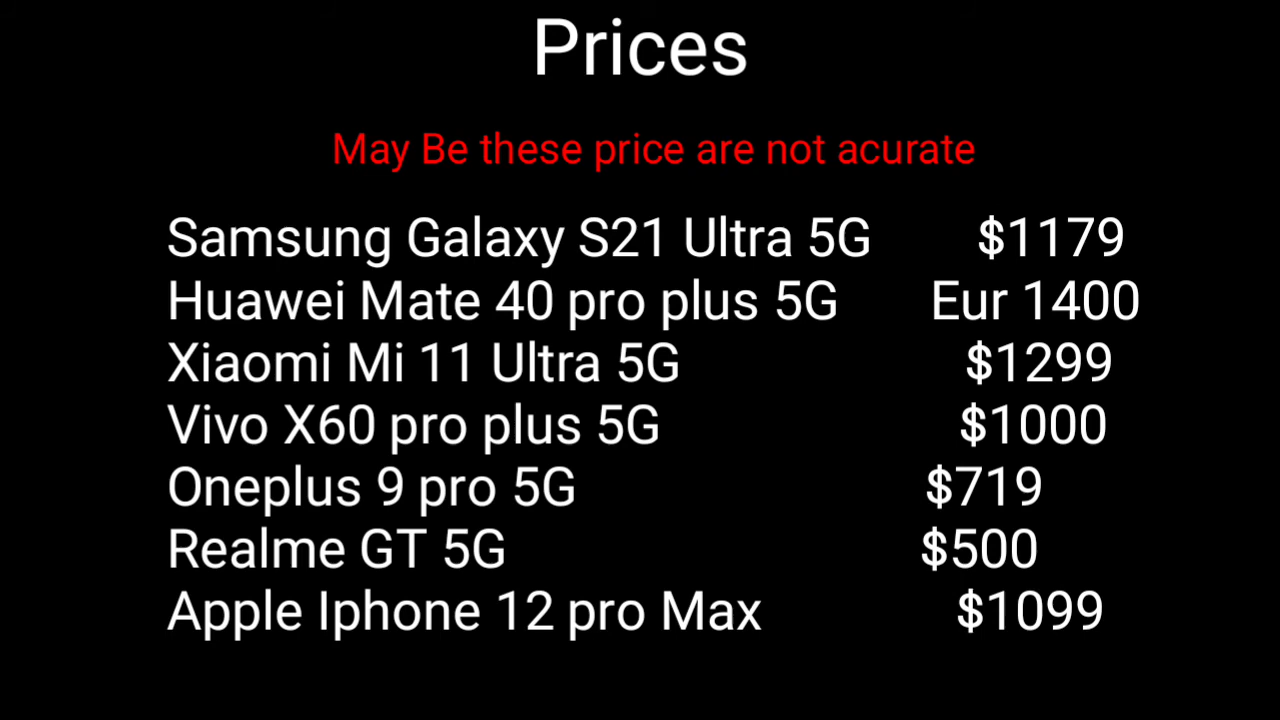 Prices
May Be these price are not acurate
Samsung Galaxy S21 Ultra 5G $1179
Huawei Mate 40 pro plus 5G Eur 1400
Xiaomi Mi 11 Ultra 5G $1299
Vivo X60 pro plus 5G $1000
Oneplus 9 pro 5G $719
Realme GT 5G $500
Apple Iphone 12 pro Max $1099